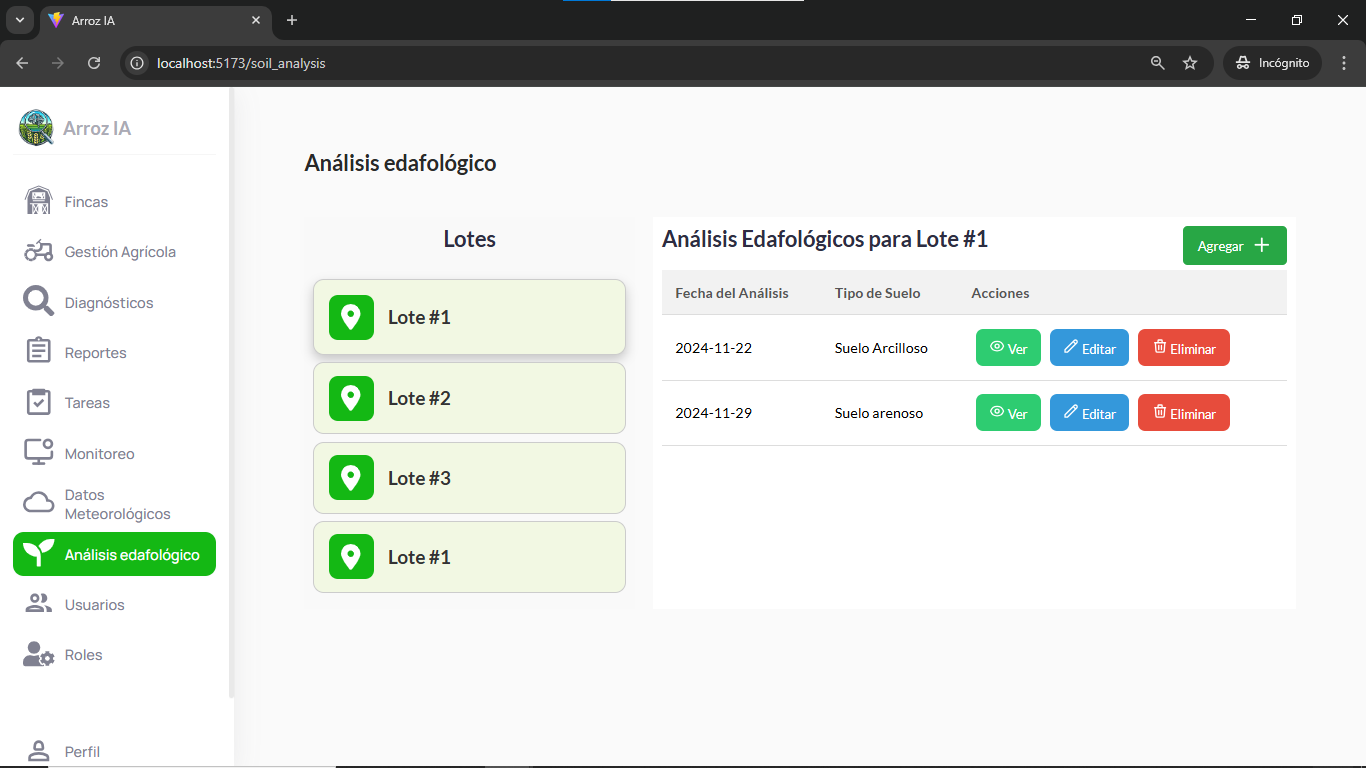 Arroz IA
localhost:5173/soil_analysis
Incógnito
Arroz IA
Fincas
Gestión Agrícola
Diagnósticos
Reportes
Tareas
Monitoreo
Datos
Meteorológicos
Análisis edafológico
Usuarios
Roles
Perfil
Análisis edafológico
Lotes
Lote #1
Lote #2
Lote #3
Lote #1
Análisis Edafológicos para Lote #1
Agregar
Fecha del Análisis Tipo de Suelo Acciones
2024-11-22 Suelo Arcilloso Ver Editar Eliminar
2024-11-29 Suelo arenoso Ver Editar Eliminar